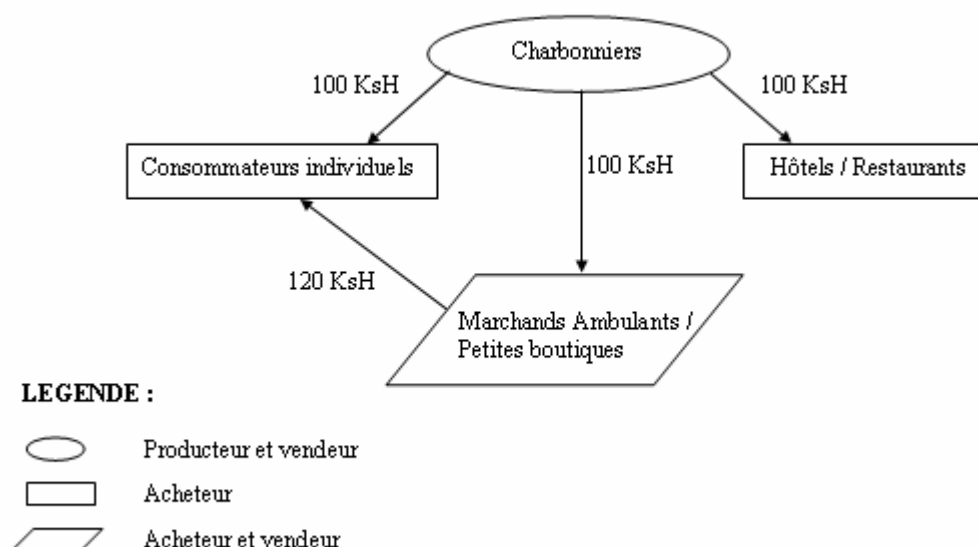 Charbonniers
100 KsH
100 KsH
Consommateurs individuels
100 KsH
Hôtels / Restaurants
120 KsH
Marchands Ambulants /
Petites boutiques
LEGENDE :
Producteur et vendeur
Acheteur
Acheteur et vendeur